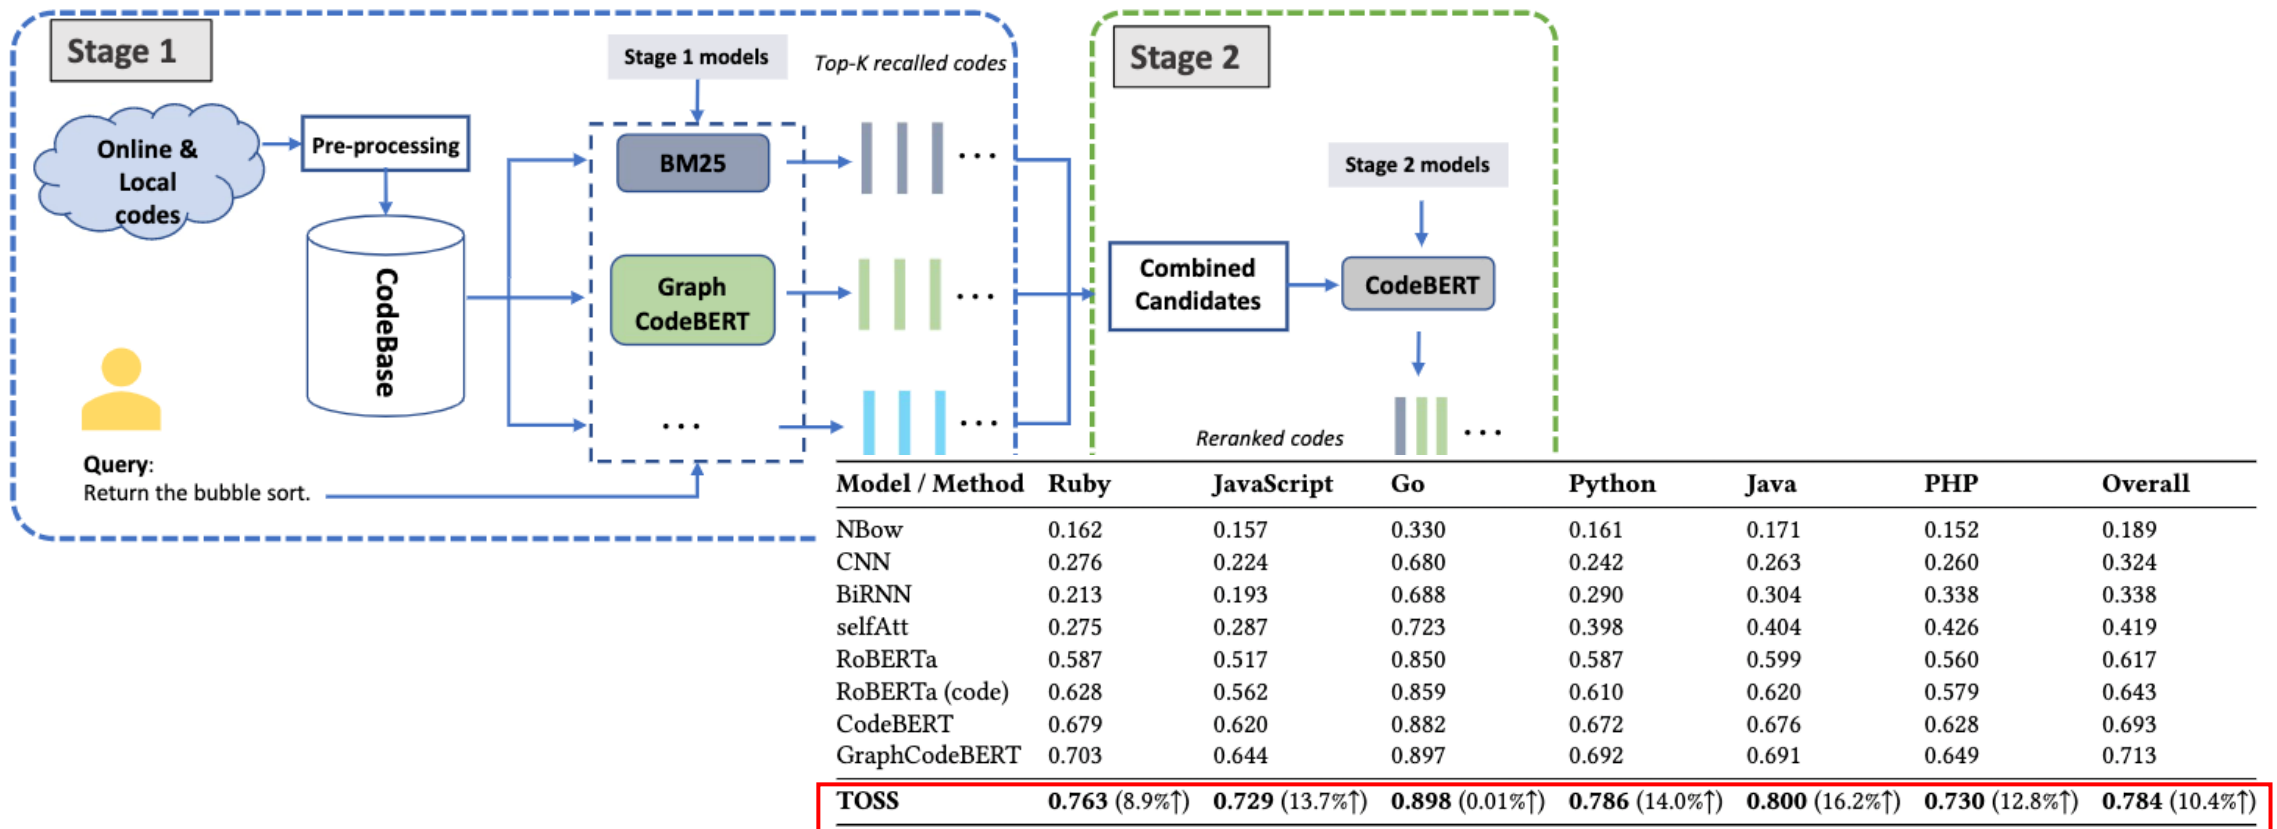 Stage 1
Stage 1 models
Top-K recalled codes
Stage 2
Online &
Local
codes
Pre-processing
BM25
...
Stage 2 models
CodeBase
Graph
CodeBERT
...
Combined
Candidates
CodeBERT
...
...
Reranked codes
...
Query:
Return the bubble sort.
Model / Method Ruby JavaScript Go Python Java PHP Overall
NBow 0.162 0.157 0.330 0.161 0.171 0.152 0.189
CNN 0.276 0.224 0.680 0.242 0.263 0.260 0.324
BiRNN 0.213 0.193 0.688 0.290 0.304 0.338 0.338
selfAtt 0.275 0.287 0.723 0.398 0.404 0.426 0.419
RoBERTa 0.587 0.517 0.850 0.587 0.599 0.560 0.617
RoBERTa (code) 0.628 0.562 0.859 0.610 0.620 0.579 0.643
CodeBERT 0.679 0.620 0.882 0.672 0.676 0.628 0.693
GraphCodeBERT 0.703 0.644 0.897 0.692 0.691 0.649 0.713
TOSS 0.763 (8.9%↑) 0.729 (13.7%↑) 0.898 (0.01%↑) 0.786 (14.0%↑) 0.800 (16.2%↑) 0.730 (12.8%↑) 0.784 (10.4%↑)